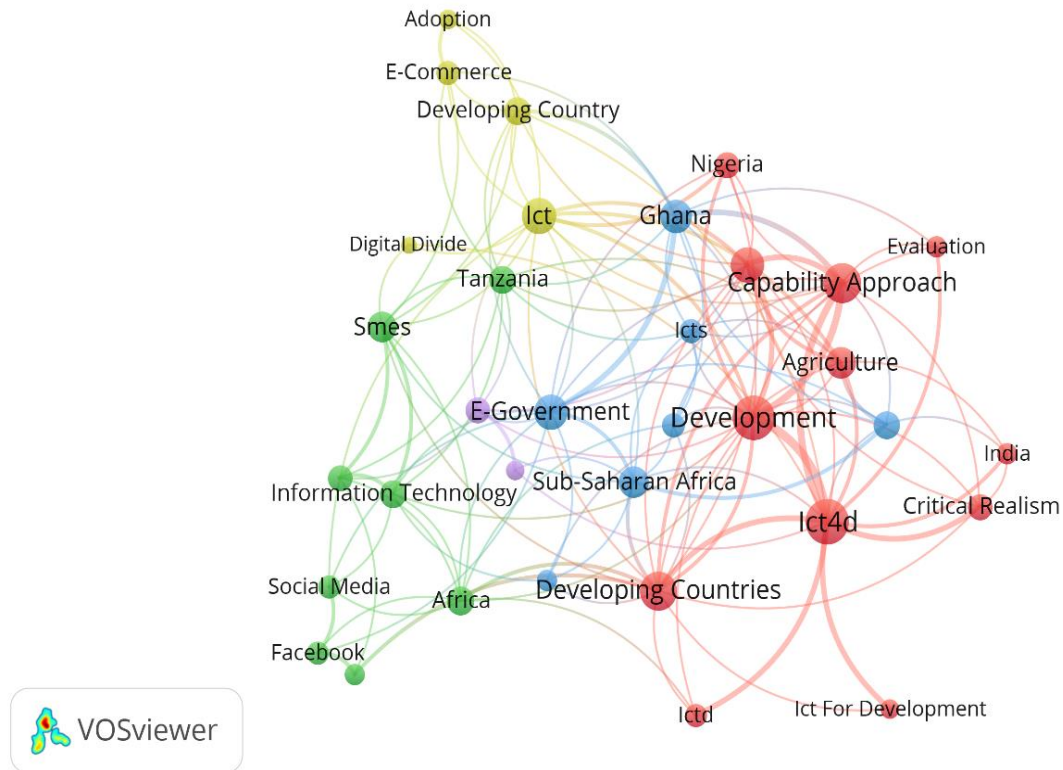 Adoption
E-Commerce
Developing Country
Nigeria
Ict
Ghana
Digital Divide
Evaluation
Tanzania
Capability Approach
Smes
Icts
Agriculture
E-Government
Development
India
Sub-Saharan Africa
Information Technology
Critical Realism
Ict4d
Social Media
Africa
Developing Countries
Facebook
Ictd
Ict For Development
VOSviewer